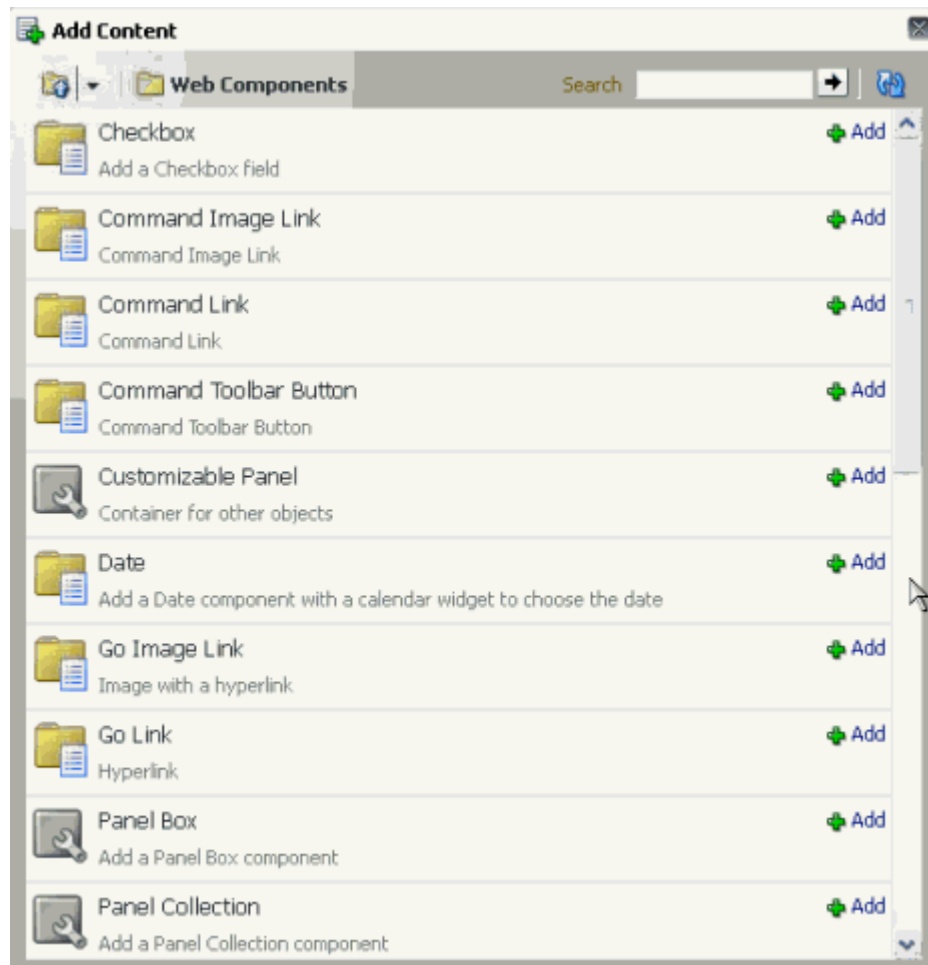 Add Content
Web Components Search
Checkbox Add
Add a Checkbox field
Command Image Link Add
Command Image Link
Command Link Add
Command Link
Command Toolbar Button Add
Command Toolbar Button
Customizable Panel Add
Container for other objects
Date Add
Add a Date component with a calendar widget to choose the date
Go Image Link Add
Image with a hyperlink
Go Link Add
Hyperlink
Panel Box Add
Add a Panel Box component
Panel Collection Add
Add a Panel Collection component